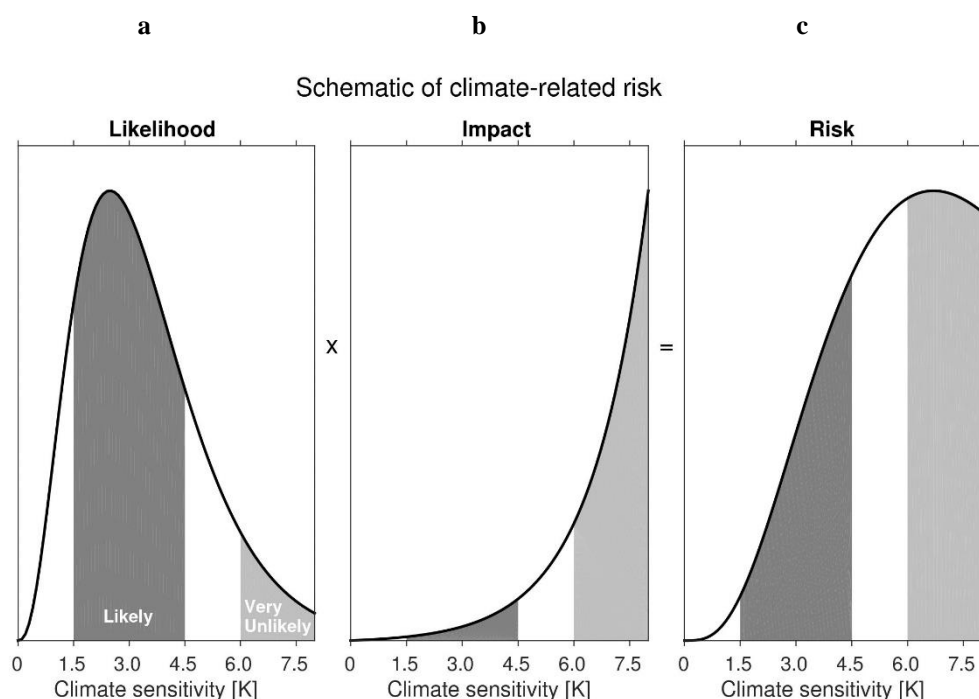 a b c
Schematic of climate-related risk
Likelihood Impact Risk
x =
Likely
Very
Unlikely
0.0 1.5 3.0 4.5 6.0 7.5 0.0 1.5 3.0 4.5 6.0 7.5 0 1.5 3.0 4.5 6.0 7.5
Climate sensitivity [K] Climate sensitivity [K] Climate sensitivity [K]